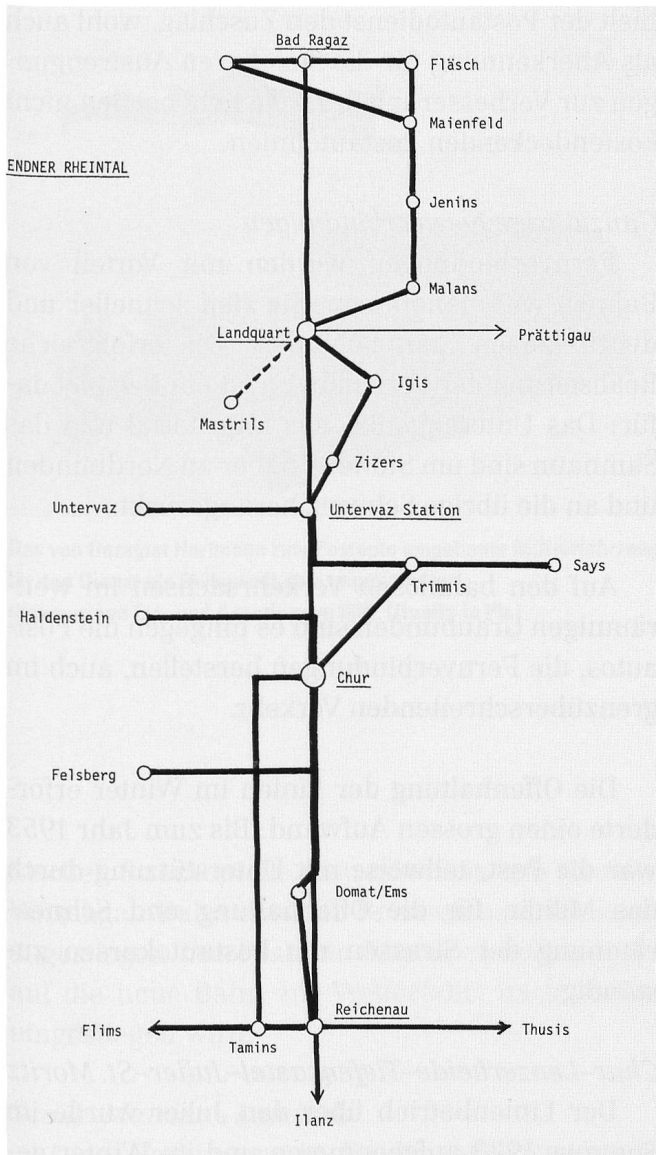 Bad Ragaz
Fläsch
Maienfeld
ENDNER RHEINTAL
Jenins
Malans
Landquart
Prättigau
Igis
Mastrils
Zizers
Untervaz
Untervaz Station
Says
Trimmis
Haldenstein
Chur
Felsberg
Domat/Ems
Reichenau
Flims
Thusis
Tamins
Ilanz